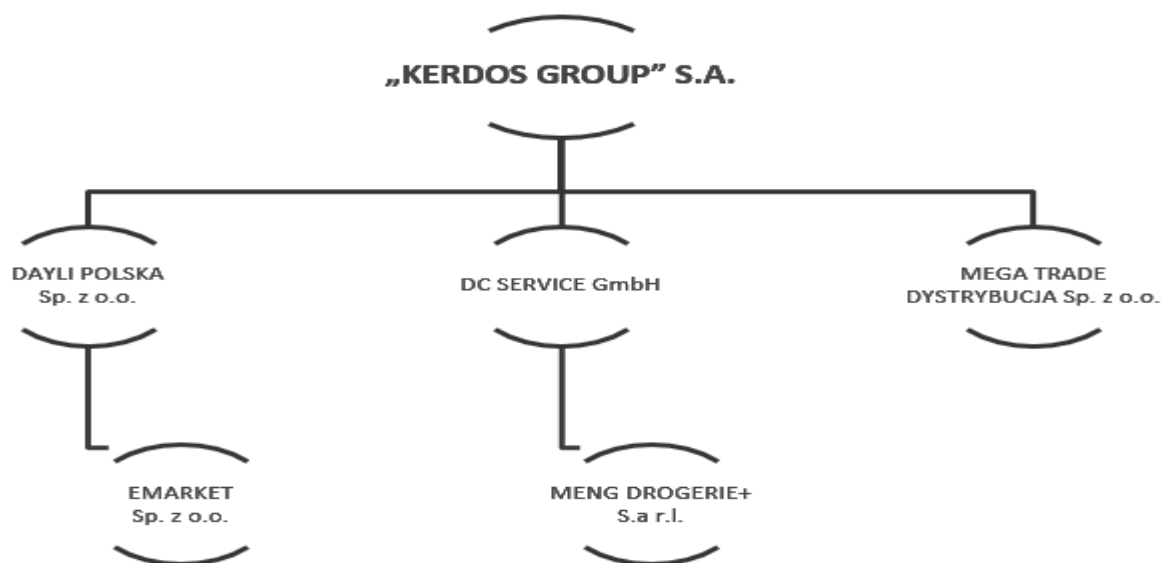 „KERDOS GROUP” S.A.
DAYLI POLSKA
Sp. z o.o.
DC SERVICE GmbH
MEGA TRADE
DYSTRYBUCJA Sp. z o.o.
EMARKET
Sp. z o.o.
MENG DROGERIE+
S.a r.l.